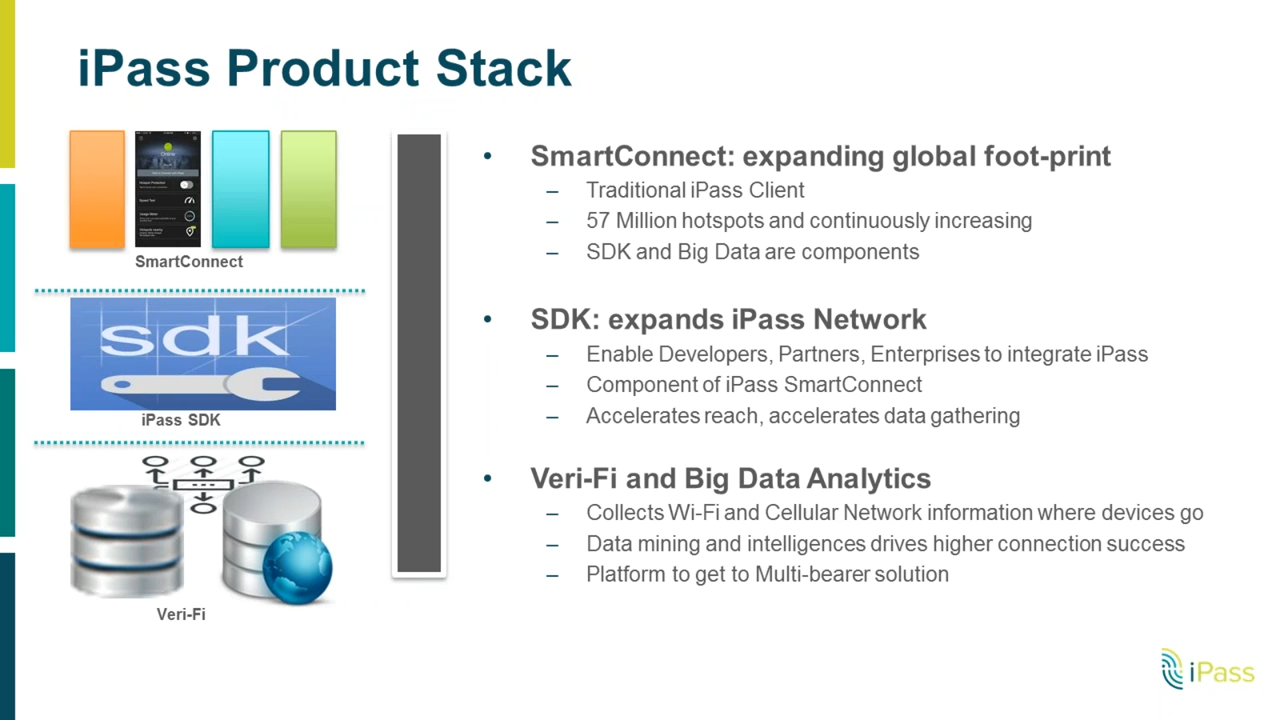 iPass Product Stack
SmartConnect
sdk
iPass SDK
Veri-Fi
• SmartConnect: expanding global foot-print
– Traditional iPass Client
– 57 Million hotspots and continuously increasing
– SDK and Big Data are components
• SDK: expands iPass Network
– Enable Developers, Partners, Enterprises to integrate iPass
– Component of iPass SmartConnect
– Accelerates reach, accelerates data gathering
• Veri-Fi and Big Data Analytics
– Collects Wi-Fi and Cellular Network information where devices go
– Data mining and intelligences drives higher connection success
– Platform to get to Multi-bearer solution
iPass